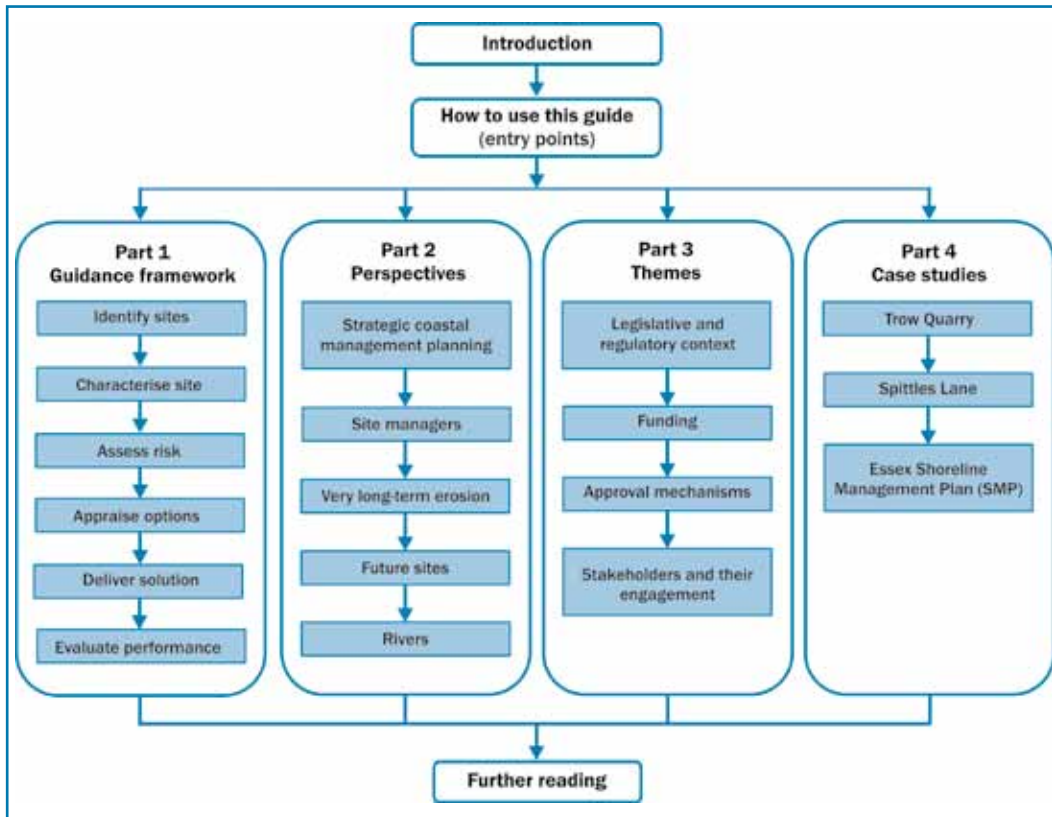 Introduction
How to use this guide
(entry points)
Part 1
Guidance framework
Identify sites
Characterise site
Assess risk
Appraise options
Deliver solution
Evaluate performance
Part 2
Perspectives
Strategic coastal
management planning
Site managers
Very long-term erosion
Future sites
Rivers
Part 3
Themes
Legislative and
regulatory context
Funding
Approval mechanisms
Stakeholders and their
engagement
Part 4
Case studies
Trow Quarry
Spittles Lane
Essex Shoreline
Management Plan (SMP)
Further reading